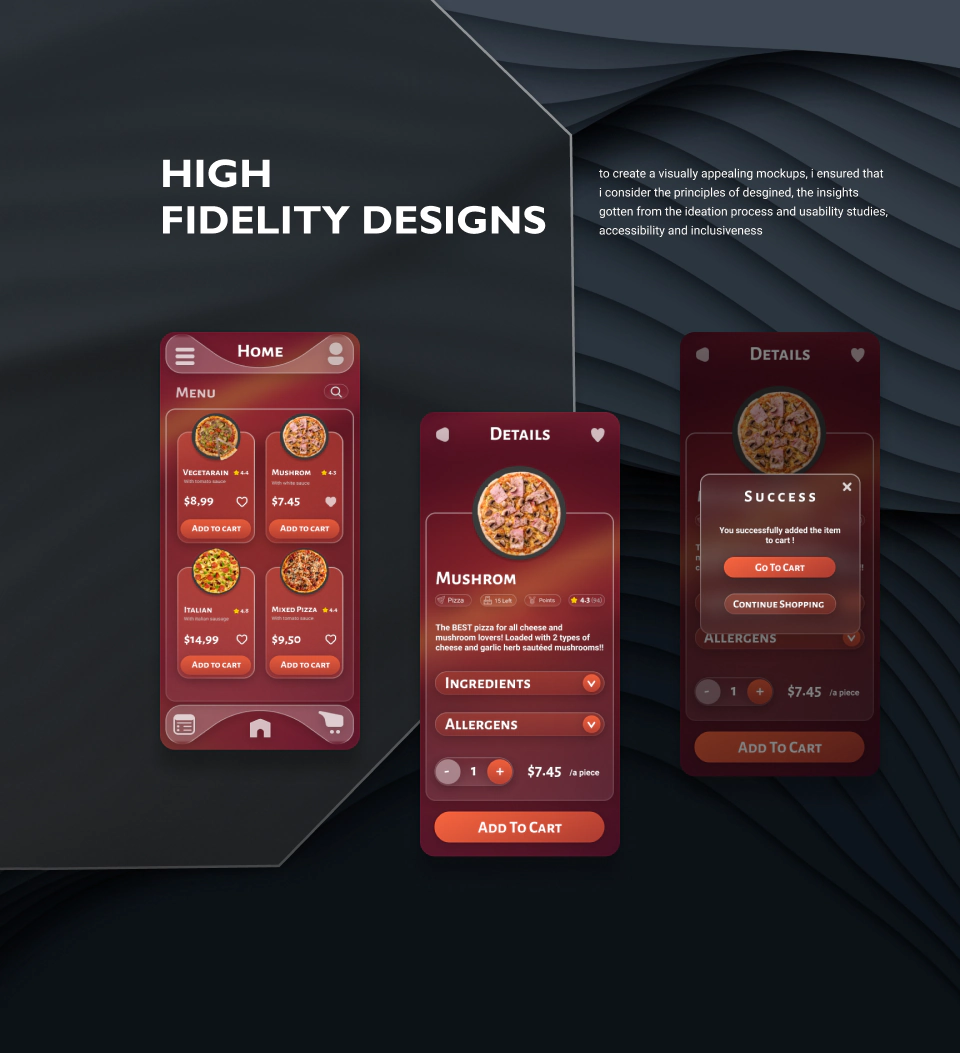 HIGH
FIDELITY DESIGNS
to create a visually appealing mockups, i ensured that
i consider the principles of desgined, the insights
gotten from the ideation process and usability studies,
accessibility and inclusiveness
Home
Menu
Vegetarain 4.4
With tomato sauce
$8,99
Add to cart
Mushrom 4.3
With white sauce
$7.45
Add to cart
Italian 4.8
With Italian sausage
$14,99
Add to cart
Mixed Pizza 4.4
With tomato sauce
$9,50
Add to cart
Details
Mushrom
Pizza 15 Left Points 4.3 (94)
The BEST pizza for all cheese and
mushroom lovers! Loaded with 2 types of
cheese and garlic herb sautéed mushrooms!!
Ingredients
Allergens
- 1 + $7.45 /a piece
Add To Cart
Details
Success
You successfully added the item
to cart !
Go To Cart
Continue Shopping
Allergens
- 1 + $7.45 /a piece
Add To Cart